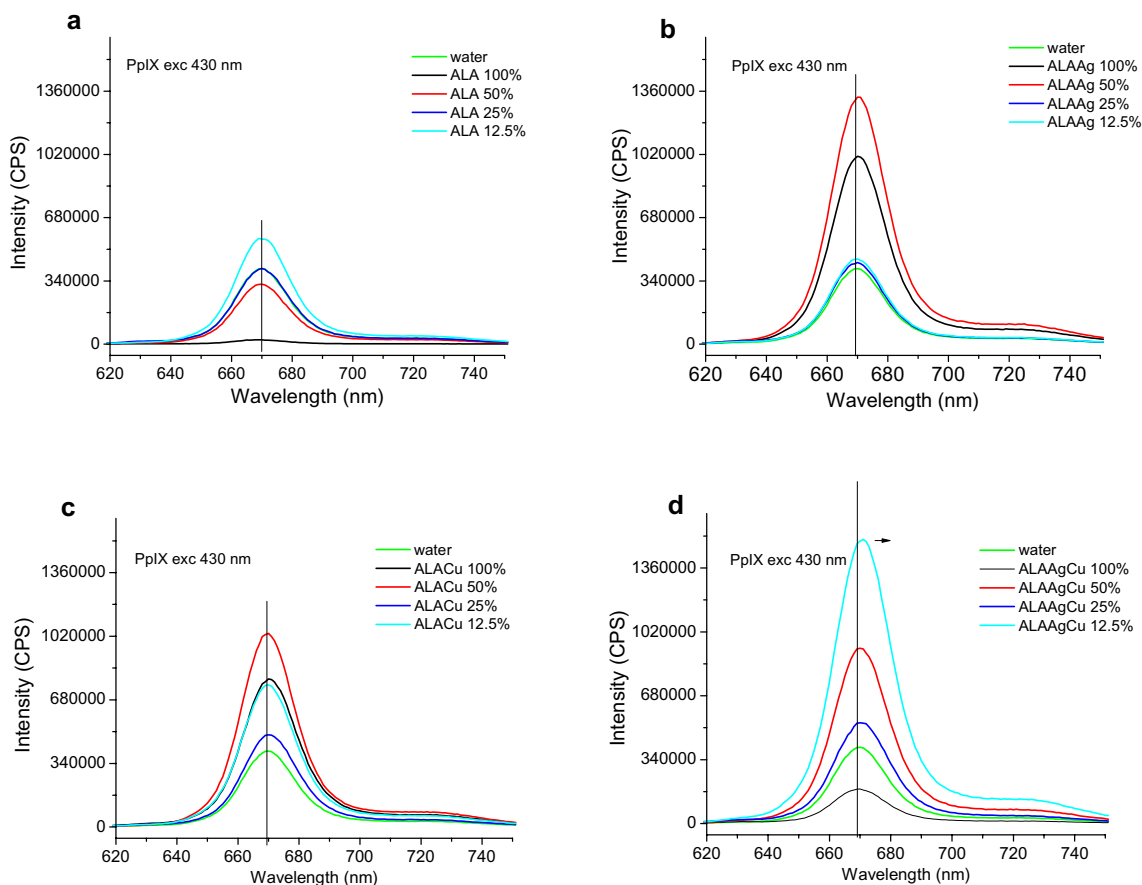 a
PpIX exc 430 nm
water
ALA 100%
ALA 50%
ALA 25%
ALA 12.5%
1360000
1020000
680000
340000
0
Intensity (CPS)
620 640 660 680 700 720 740
Wavelength (nm)
b
PpIX exc 430 nm
water
ALAAg 100%
ALAAg 50%
ALAAg 25%
ALAAg 12.5%
1360000
1020000
680000
340000
0
Intensity (CPS)
620 640 660 680 700 720 740
Wavelength (nm)
c
PpIX exc 430 nm
water
ALACu 100%
ALACu 50%
ALACu 25%
ALACu 12.5%
1360000
1020000
680000
340000
0
Intensity (CPS)
620 640 660 680 700 720 740
Wavelength (nm)
d
PpIX exc 430 nm
water
ALAAgCu 100%
ALAAgCu 50%
ALAAgCu 25%
ALAAgCu 12.5%
1360000
1020000
680000
340000
0
Intensity (CPS)
620 640 660 680 700 720 740
Wavelength (nm)